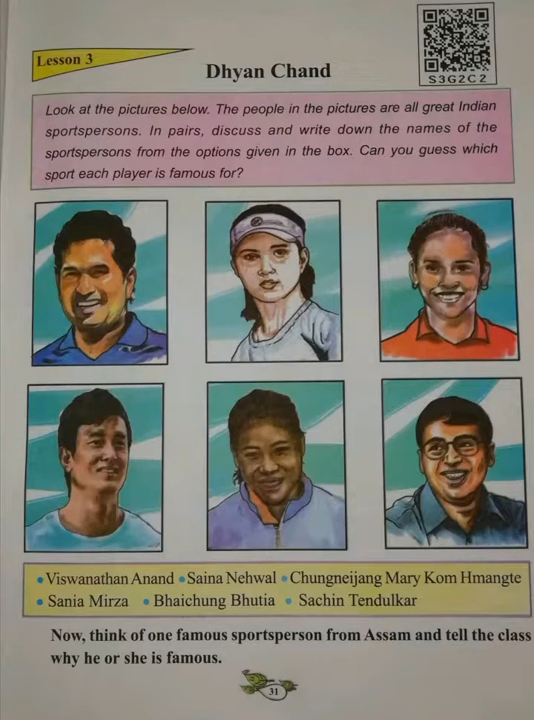 Lesson 3
S3G2C2
Dhyan Chand
Look at the pictures below. The people in the pictures are all great Indian
sportspersons. In pairs, discuss and write down the names of the
sportspersons from the options given in the box. Can you guess which
sport each player is famous for?
• Viswanathan Anand • Saina Nehwal • Chungneijang Mary Kom Hmangte
• Sania Mirza • Bhaichung Bhutia • Sachin Tendulkar
Now, think of one famous sportsperson from Assam and tell the class
why he or she is famous.
31